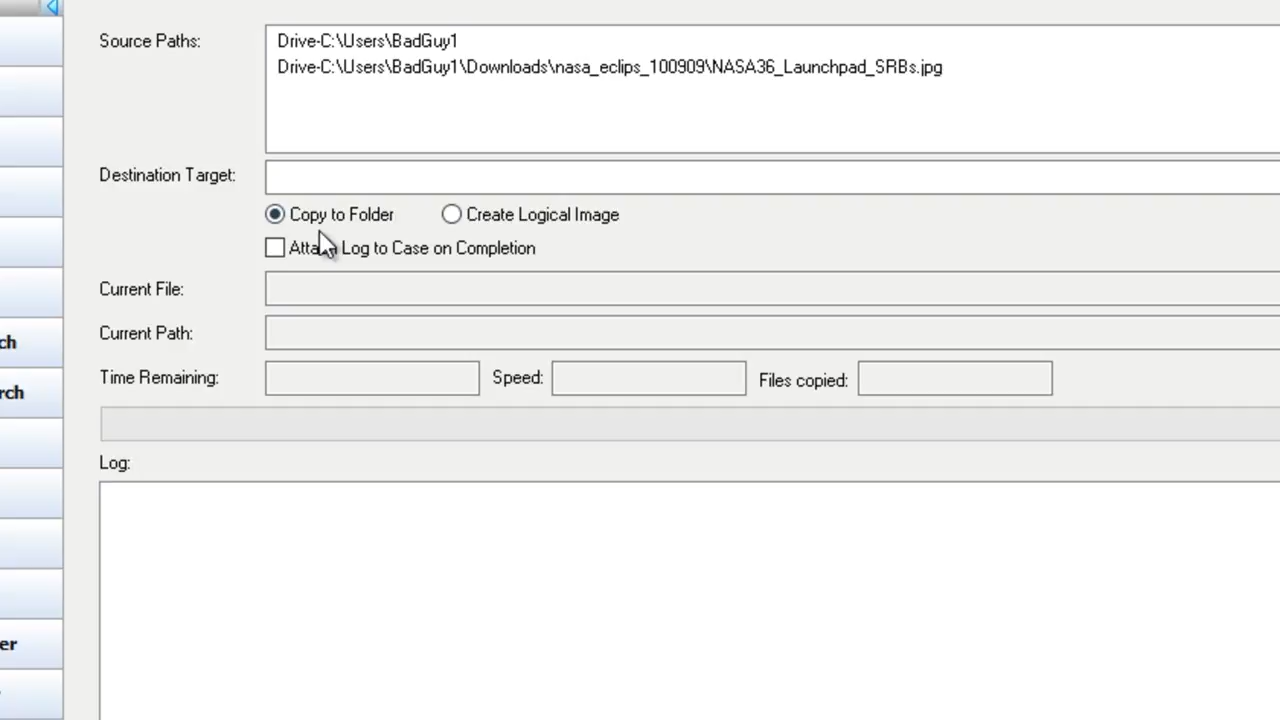 Source Paths:
Drive-C:\Users\BadGuy1
Drive-C:\Users\BadGuy1\Downloads\nasa_eclips_100909\NASA36_Launchpad_SRBs.jpg
Destination Target:
Copy to Folder Create Logical Image
Attach Log to Case on Completion
Current File:
ch
Current Path:
Time Remaining: Speed: Files copied:
rch
Log:
er